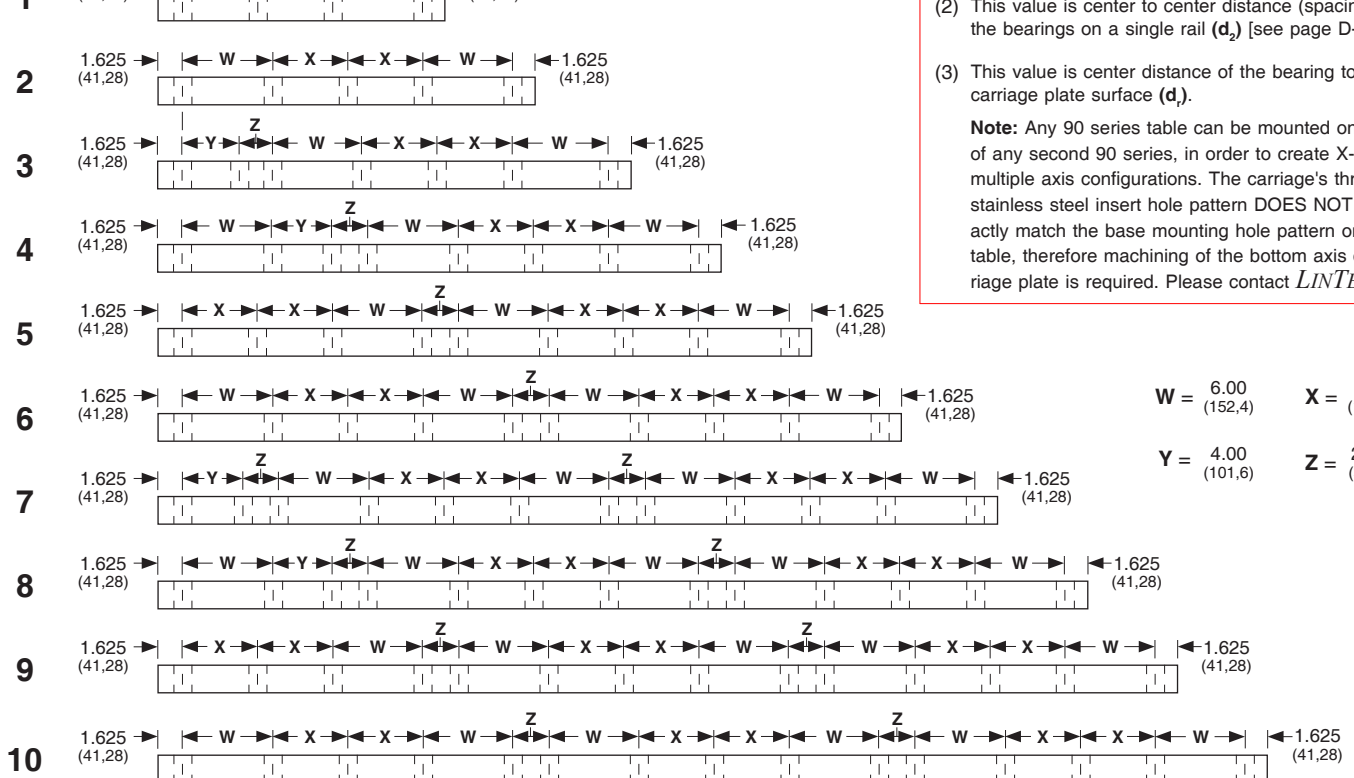 (2) This value is center to center distance (spacin
the bearings on a single rail (d₂) [see page D-
(3) This value is center distance of the bearing to
carriage plate surface (dᵣ).
Note: Any 90 series table can be mounted on
of any second 90 series, in order to create X-
multiple axis configurations. The carriage's thr
stainless steel insert hole pattern DOES NOT
actly match the base mounting hole pattern on
table, therefore machining of the bottom axis
riage plate is required. Please contact LINTE
2 1.625 W X X W 1.625
(41,28) (41,28)
Z
3 1.625 Y W X X W 1.625
(41,28) (41,28)
Z
4 1.625 W Y W X X W 1.625
(41,28) (41,28)
Z
5 1.625 X X W W X X W 1.625
(41,28) (41,28)
Z
6 1.625 W X X W W X X W 1.625
(41,28) (41,28)
Z Z
7 1.625 Y W X X W W X X W 1.625
(41,28) (41,28)
Z Z
8 1.625 W Y W X X W W X X W 1.625
(41,28) (41,28)
Z Z
9 1.625 X X W W X X W W X X W 1.625
(41,28) (41,28)
Z Z
10 1.625 W X X W W X X W W X X W 1.625
(41,28) (41,28)
W = 6.00 X =
(152,4)
Y = 4.00 Z =
(101,6)